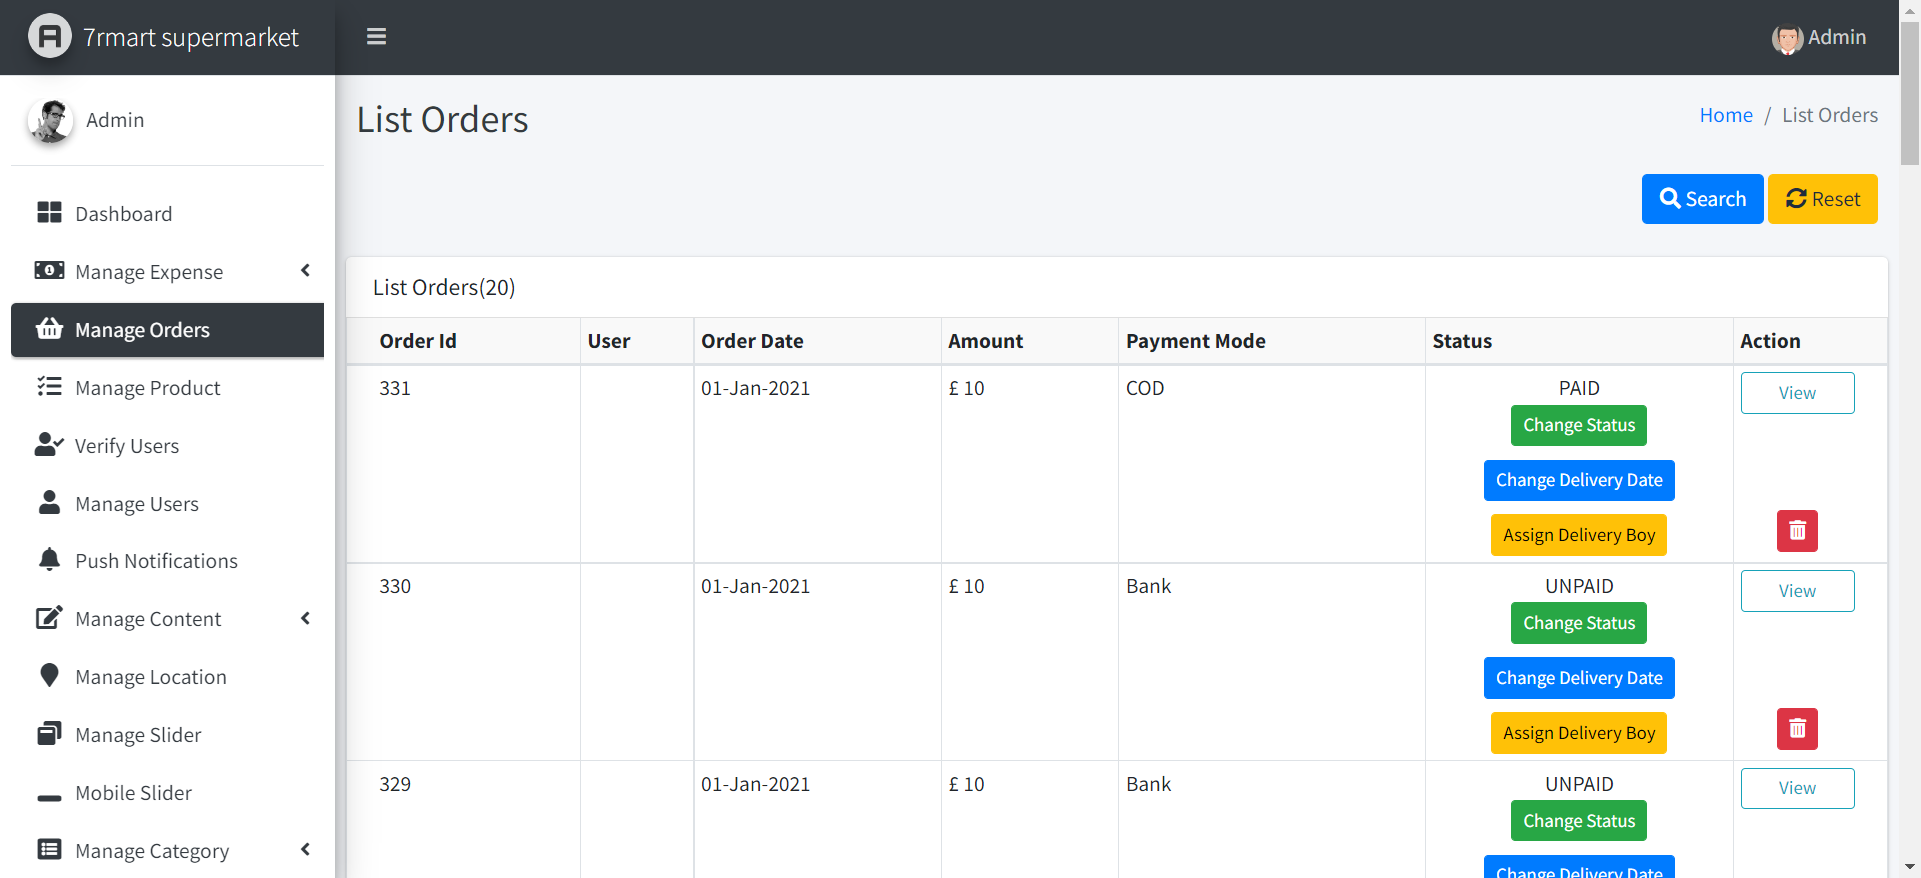 7rmart supermarket
Admin
Admin
Dashboard
Manage Expense
Manage Orders
Manage Product
Verify Users
Manage Users
Push Notifications
Manage Content
Manage Location
Manage Slider
Mobile Slider
Manage Category
List Orders
Home / List Orders
Search Reset
List Orders(20)
Order Id User Order Date Amount Payment Mode Status Action
331 01-Jan-2021 £ 10 COD PAID View
Change Status
Change Delivery Date
Assign Delivery Boy
330 01-Jan-2021 £ 10 Bank UNPAID View
Change Status
Change Delivery Date
Assign Delivery Boy
329 01-Jan-2021 £ 10 Bank UNPAID View
Change Status
Change Delivery Date